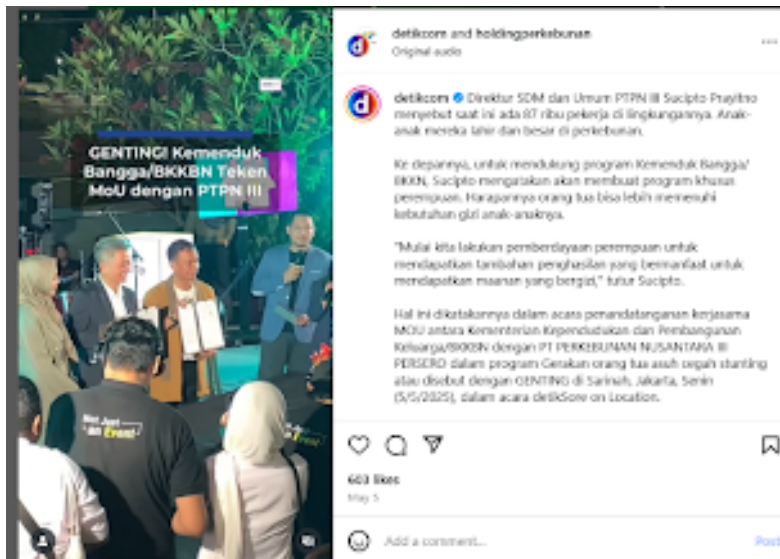 detikcom and holdingperkebunan
Original audio
GENTING! Kemenduk
Bangga/BKKBN Teken
MoU dengan PTPN III
Not Just
an Event
detikcom Direktur SDM dan Umum PTPN III Sucipto Prayitno
menyebut saat ini ada 87 ribu pekerja di lingkungannya. Anak-
anak mereka lahir dan besar di perkebunan.
Ke depannya, untuk mendukung program Kemenduk Bangga/
BKKN, Sucipto mengatakan akan membuat program khusus
perempuan. Harapannya orang tua bisa lebih memenuhi
kebutuhan gizi anak-anaknya.
"Mulai kita lakukan pemberdayaan perempuan untuk
mendapatkan tambahan penghasilan yang bermanfaat untuk
mendapatkan maanan yang bergizi," tutur Sucipto.
Hal ini dikatakannya dalam acara penandatanganan kerjasama
MOU antara Kementerian Kependudukan dan Pembangunan
Keluarga/BKKBN dengan PT PERKEBUNAN NUSANTARA III
PERSERO dalam program Gerakan orang tua asuh cegah stunting
atau disebut dengan GENTING di Sarinah, Jakarta, Senin
(5/5/2025), dalam acara detikSore on Location.
603 likes
May 5
Add a comment...
Post